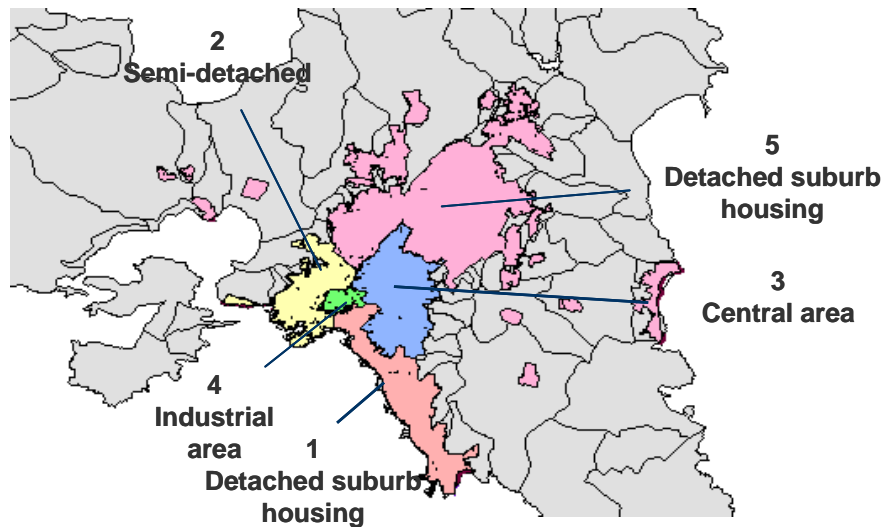 2
Semi-detached
5
Detached suburb
housing
3
Central area
4
Industrial
area
1
Detached suburb
housing